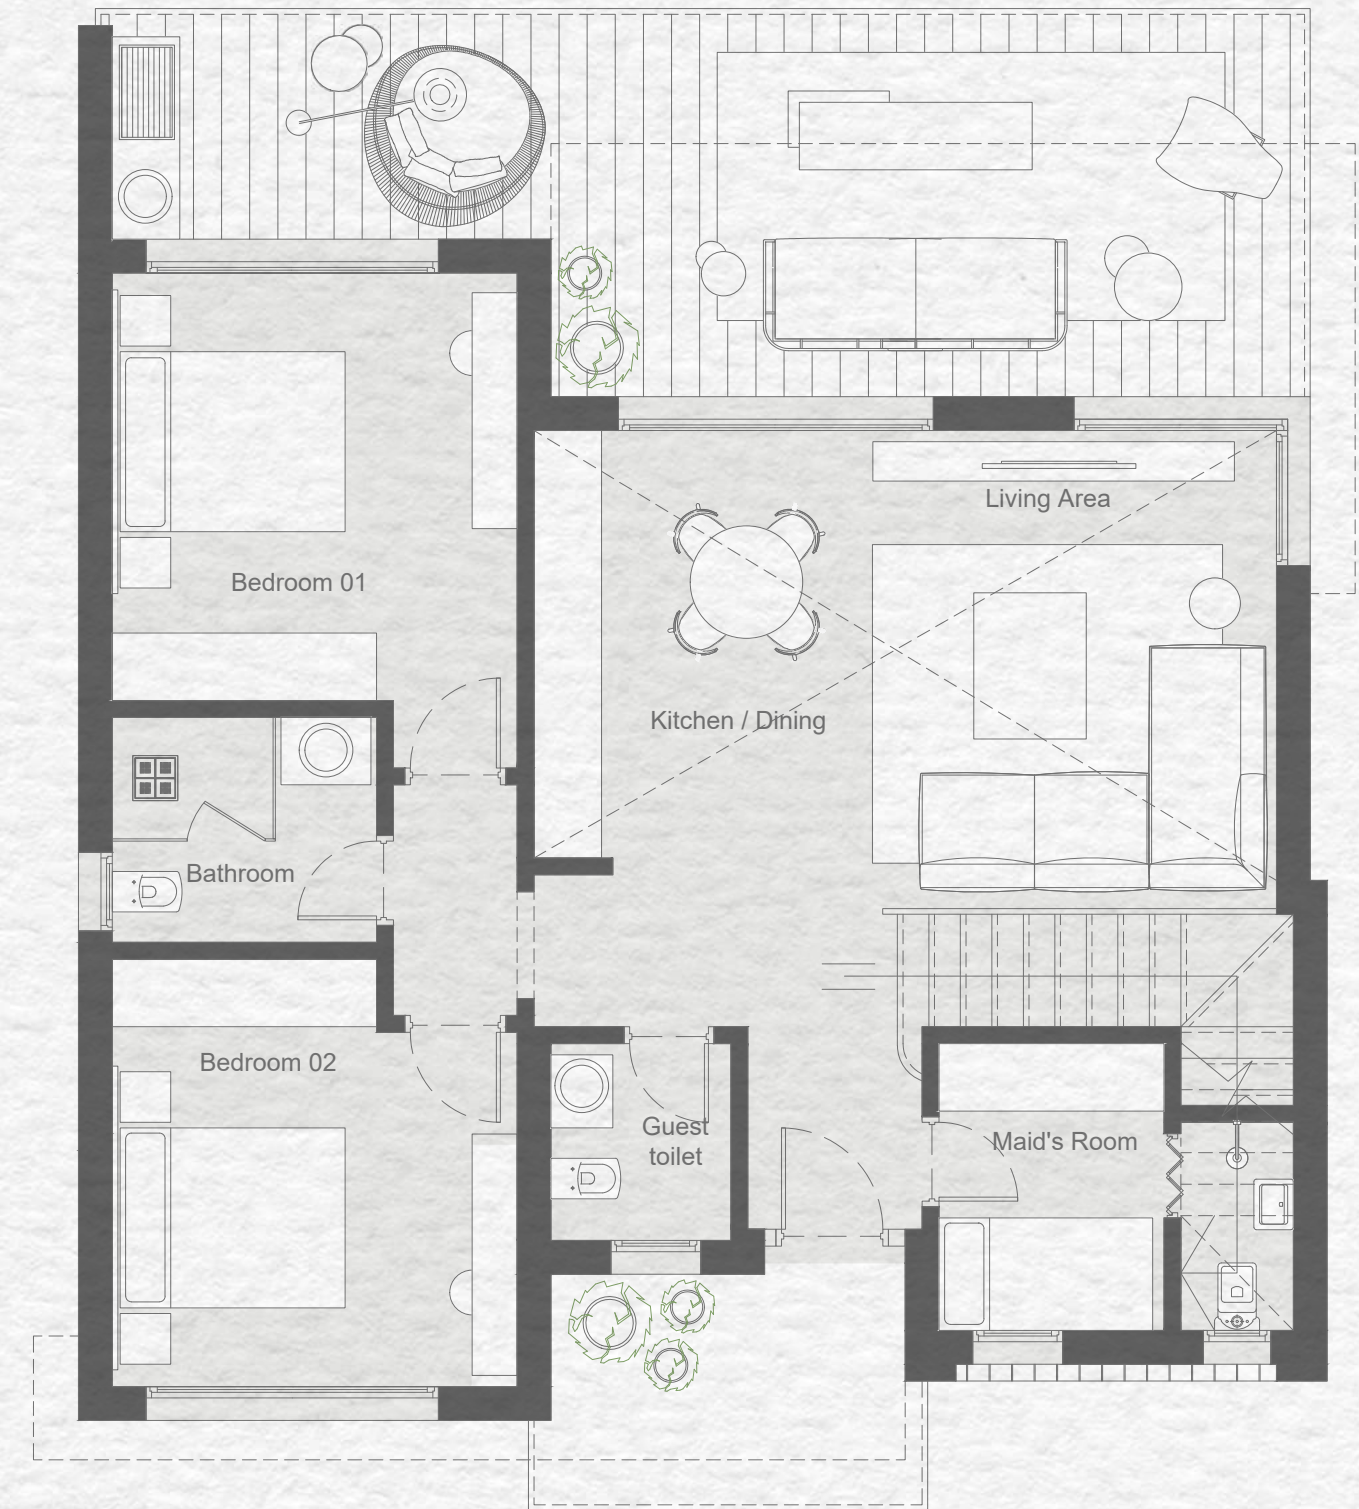 Living Area
Bedroom 01
Kitchen / Dining
Bathroom
Bedroom 02
Guest
toilet
Maid's Room